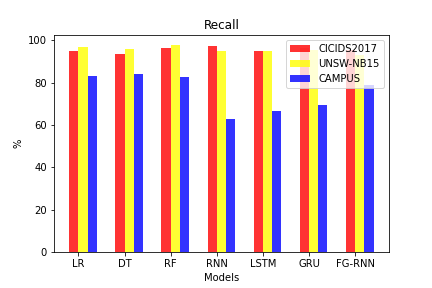 Recall
CICIDS2017
UNSW-NB15
CAMPUS
100
80
60
40
20
0
%
LR DT RF RNN LSTM GRU FG-RNN
Models